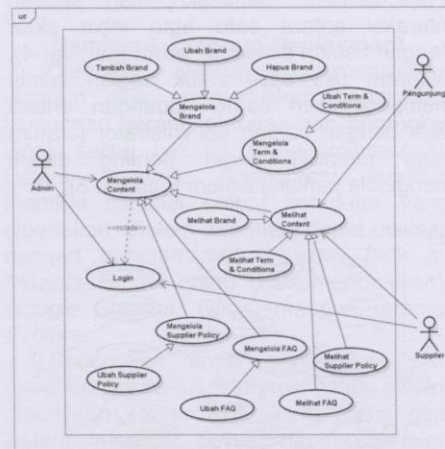 uc
Ubah Brand
Tambah Brand
Hapus Brand
Mengelola
Brand
Ubah Term &
Conditions
Pengunjung
Mengelola
Term &
Conditions
Mengelola
Content
Admin
Melihat Brand
Melihat
Content
<<include>>
Melihat Term
& Conditions
Login
Mengelola
Supplier
Policy
Mengelola FAQ
Melihat
Supplier Policy
Supplier
Ubah Supplier
Policy
Ubah FAQ
Melihat FAQ